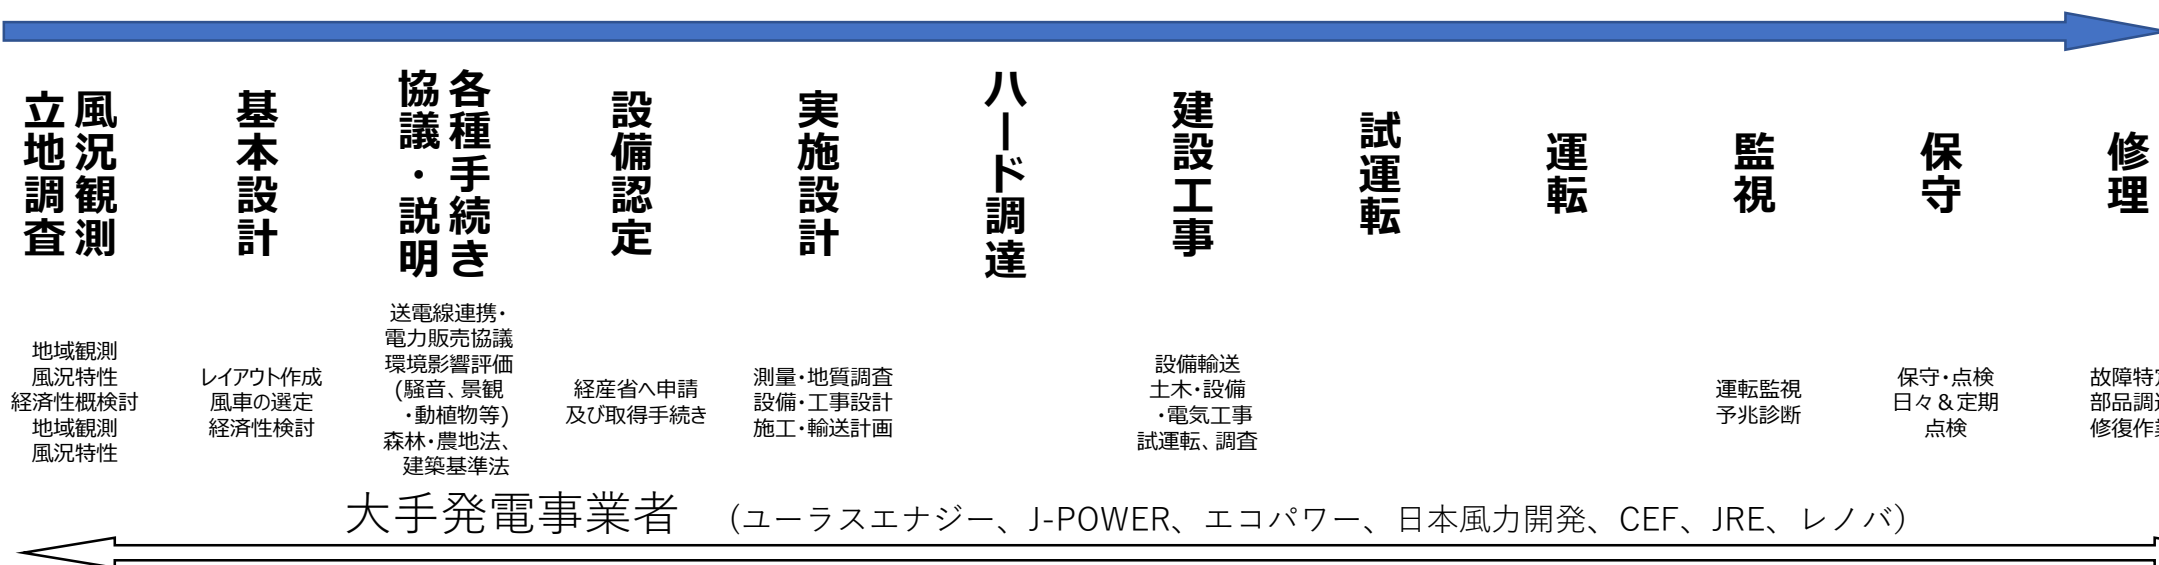 風況観測
立地調査
基本設計
各種手続き
協議・説明
設備認定
実施設計
ハード調達
建設工事
試運転
運転
監視
保守
修理
地域観測
風況特性
経済性概検討
地域観測
風況特性
レイアウト作成
風車の選定
経済性検討
送電線連携・
電力販売協議
環境影響評価
(騒音、景観
・動植物等)
森林・農地法、
建築基準法
経産省へ申請
及び取得手続き
測量・地質調査
設備・工事設計
施工・輸送計画
設備輸送
土木・設備
・電気工事
試運転、調査
運転監視
予兆診断
保守・点検
日々&定期
点検
故障特
部品調
修復作
大手発電事業者 (ユーラスエナジー、J-POWER、エコパワー、日本風力開発、CEF、JRE、レノバ)